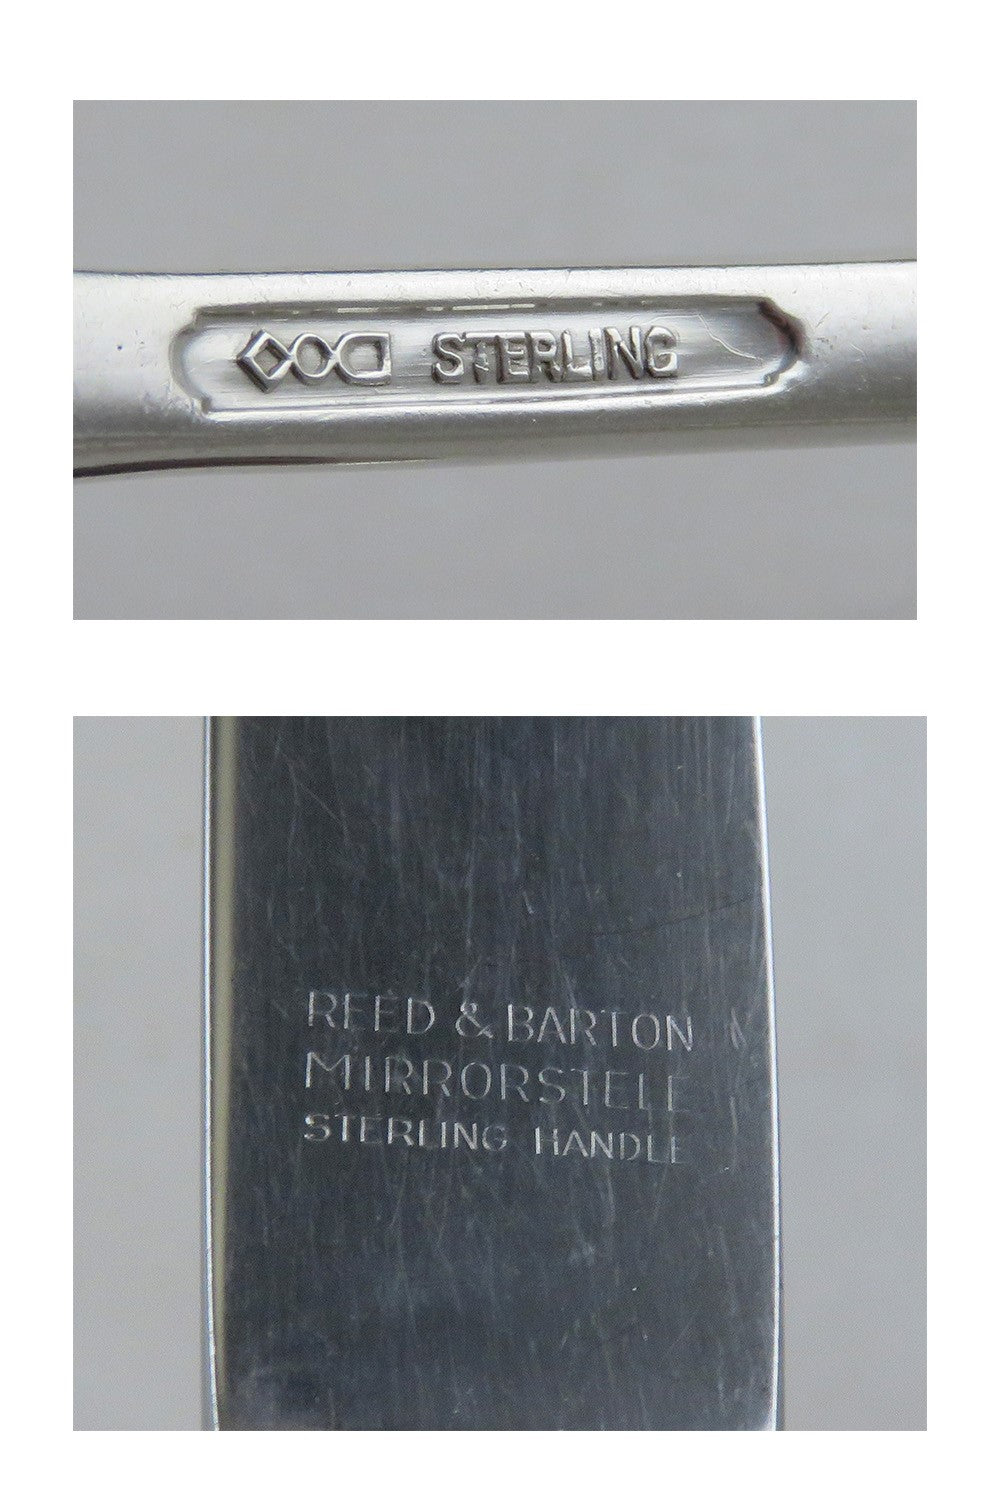 STERLING
REED & BARTON
MIRRORSTELE
STERLING HANDLE